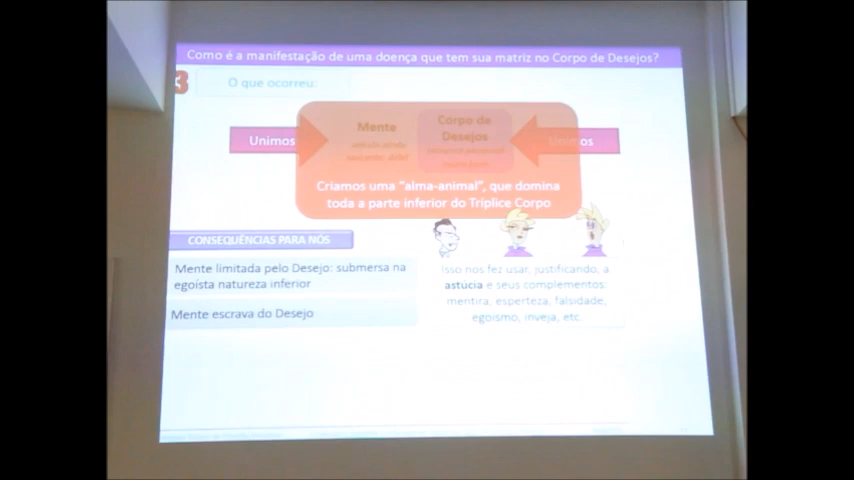 Como é a manifestação de uma doença que tem sua matriz no Corpo de Desejos?
3
O que ocorreu:
Unimos
Mente
Corpo de
Desejos
Unimos
Criamos uma "alma-animal", que domina
toda a parte inferior do Tríplice Corpo
CONSEQUÊNCIAS PARA NÓS
Mente limitada pelo Desejo: submersa na
egoísta natureza inferior
Mente escrava do Desejo
Isso nos fez usar, justificando, a
astúcia e seus complementos:
mentira, esperteza, falsidade,
egoísmo, inveja, etc.